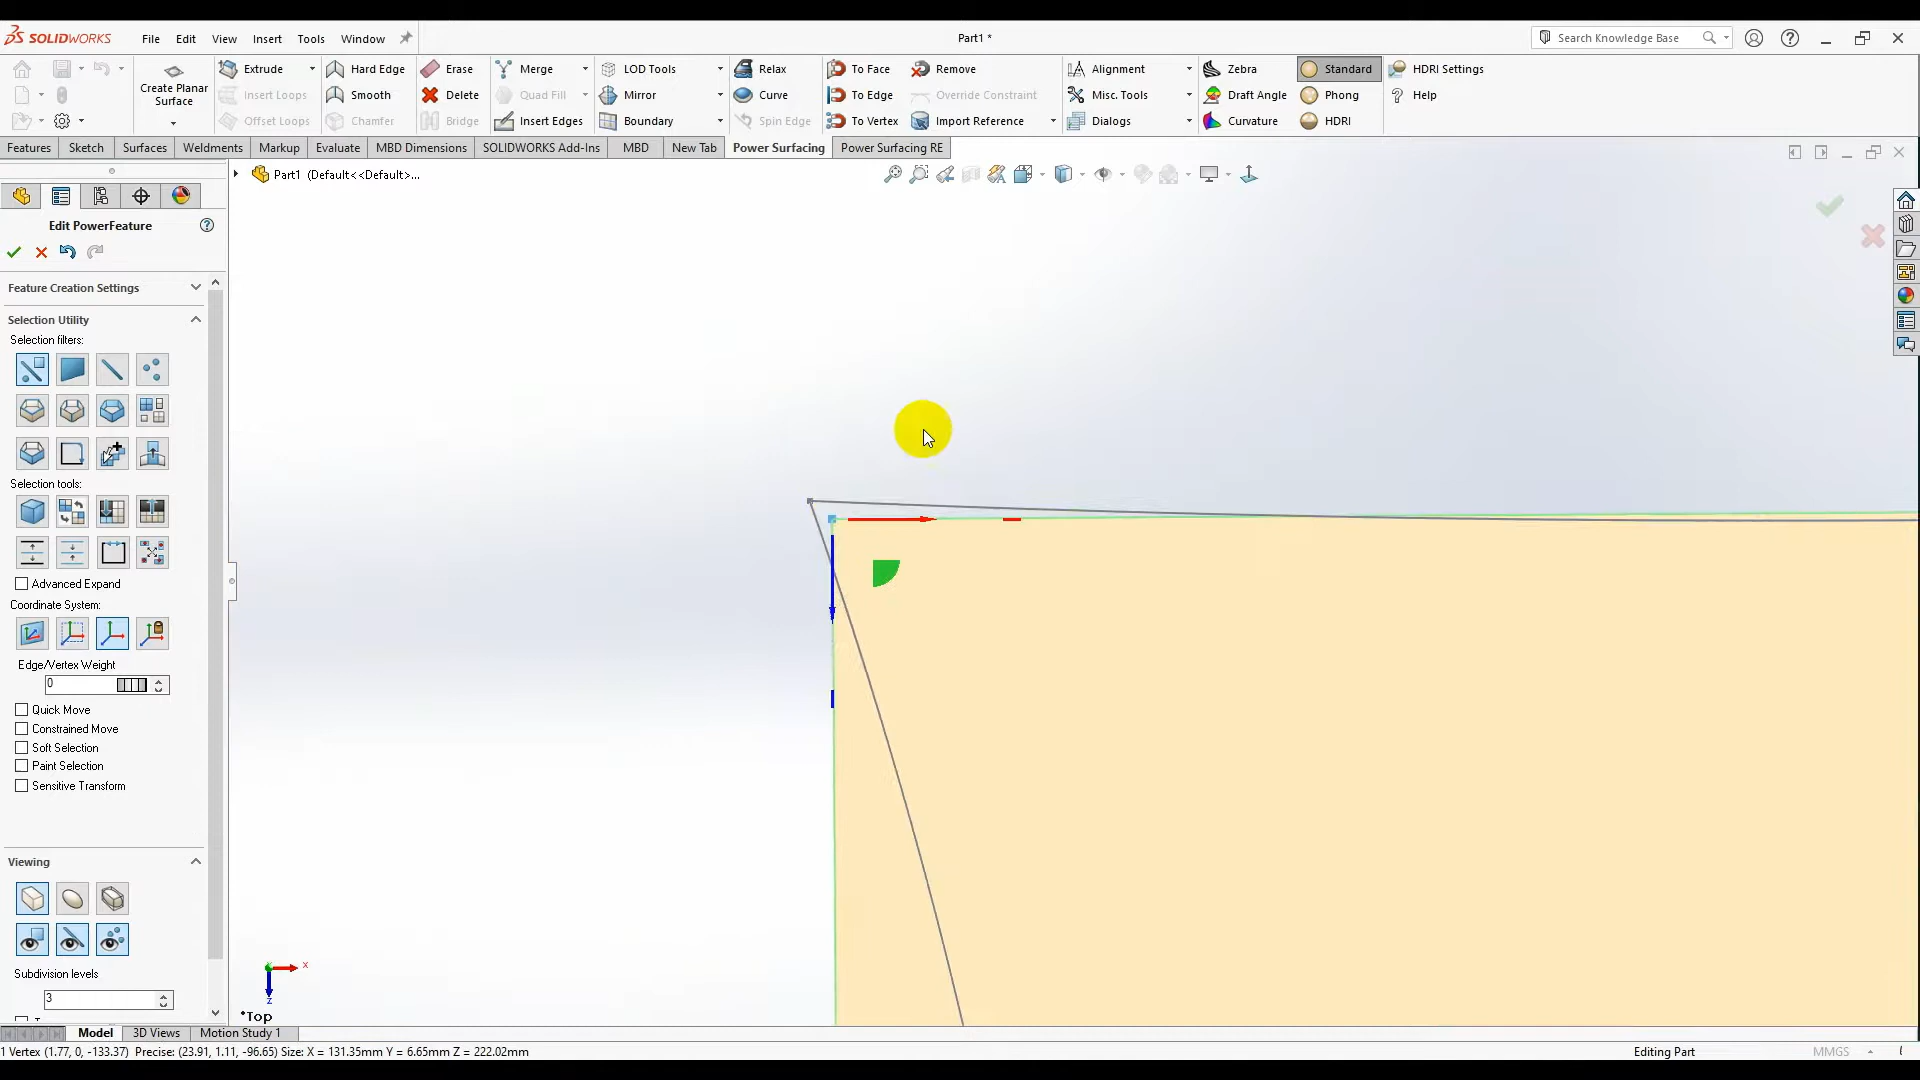 SOLIDWORKS File Edit View Insert Tools Window Part1 * Search Knowledge Base
Create Planar Surface
Extrude Hard Edge Erase Merge LOD Tools Relax To Face Remove Alignment Zebra Standard HDRI Settings
Insert Loops Smooth Delete Quad Fill Mirror Curve To Edge Override Constraint Misc. Tools Draft Angle Phong Help
Offset Loops Chamfer Bridge Insert Edges Boundary Spin Edge To Vertex Import Reference Dialogs Curvature HDRI
Features Sketch Surfaces Weldments Markup Evaluate MBD Dimensions SOLIDWORKS Add-Ins MBD New Tab Power Surfacing Power Surfacing RE
Part1 (Default<<Default>...
Edit PowerFeature
Feature Creation Settings
Selection Utility
Selection filters:
Selection tools:
Advanced Expand
Coordinate System:
Edge/Vertex Weight
0
Quick Move
Constrained Move
Soft Selection
Paint Selection
Sensitive Transform
Viewing
Subdivision levels
3
x
z
*Top
Model 3D Views Motion Study 1
1 Vertex (1.77, 0, -133.37) Precise: (23.91, 1.11, -96.65) Size: X = 131.35mm Y = 6.65mm Z = 222.02mm Editing Part MMGS